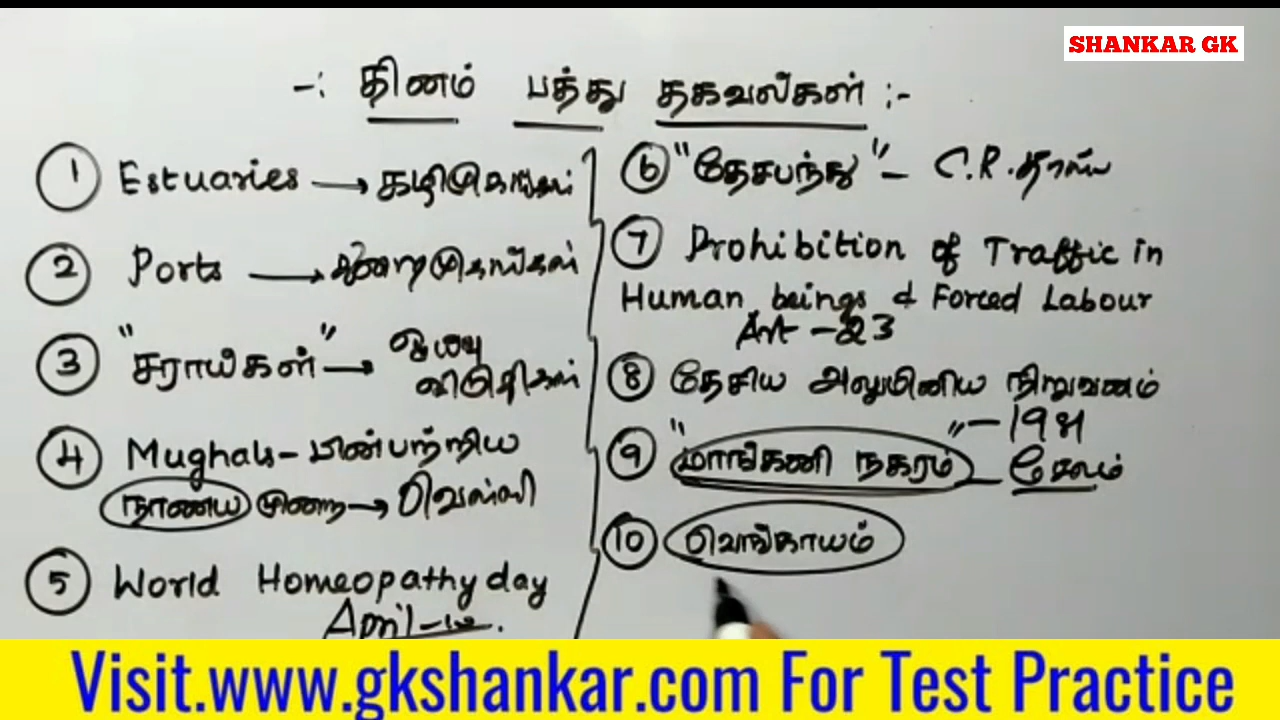 SHANKAR GK
-: தினம் பத்து தகவல்கள் :-
1 Estuaries → கழிமுகங்கள்
2 Ports → துறைமுகங்கள்
3 "சராய்கள்" → ஓய்வு
விடுதிகள்
4 Mughals - பின்பற்றிய
நாணய முறை → வெள்ளி
5 World Homeopathy day
April - 10.
6 "தேசபந்து" - C.R. தாஸ்
7 Prohibition of Traffic in
Human beings & Forced Labour
Art - 23
8 தேசிய அலுமினிய நிறுவனம்
- 1981
9 "மாங்கனி நகரம்" - சேலம்
10 வெங்காயம்
Visit.www.gkshankar.com For Test Practice